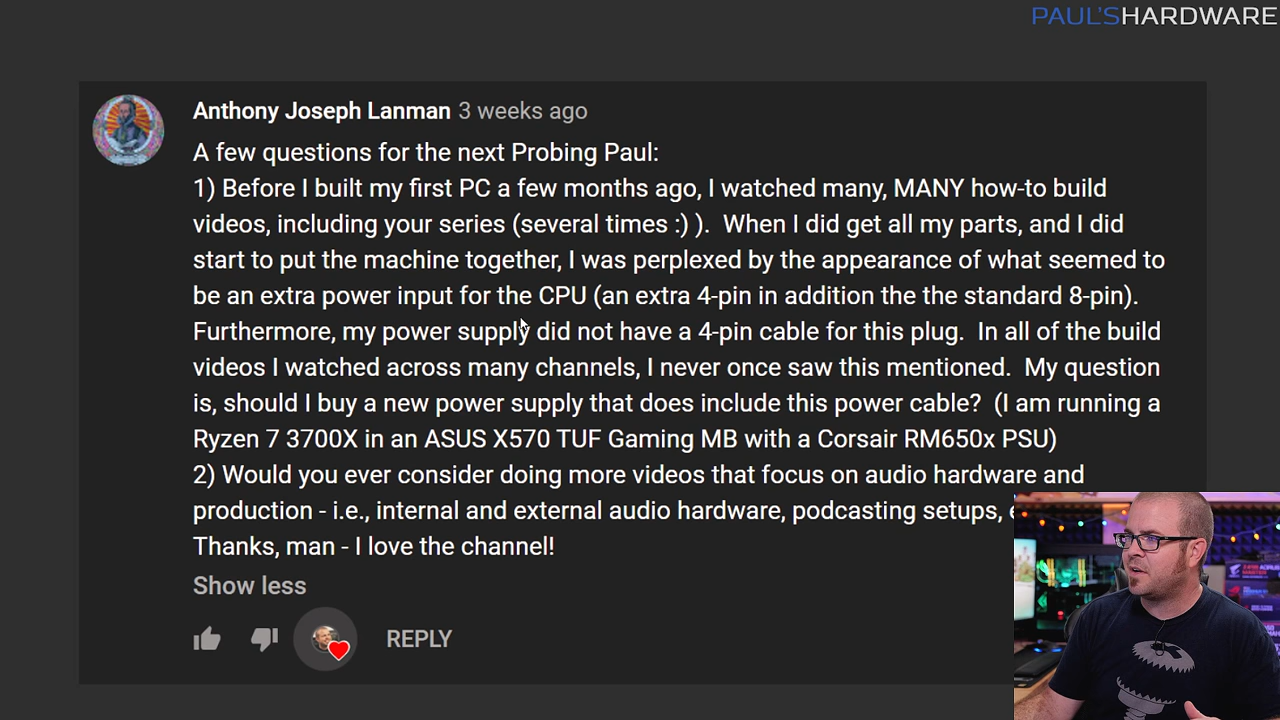 PAUL'SHARDWARE
Anthony Joseph Lanman 3 weeks ago
A few questions for the next Probing Paul:
1) Before I built my first PC a few months ago, I watched many, MANY how-to build
videos, including your series (several times :) ).  When I did get all my parts, and I did
start to put the machine together, I was perplexed by the appearance of what seemed to
be an extra power input for the CPU (an extra 4-pin in addition the the standard 8-pin).
Furthermore, my power supply did not have a 4-pin cable for this plug.  In all of the build
videos I watched across many channels, I never once saw this mentioned.  My question
is, should I buy a new power supply that does include this power cable?  (I am running a
Ryzen 7 3700X in an ASUS X570 TUF Gaming MB with a Corsair RM650x PSU)
2) Would you ever consider doing more videos that focus on audio hardware and
production - i.e., internal and external audio hardware, podcasting setups,
Thanks, man - I love the channel!
Show less
REPLY